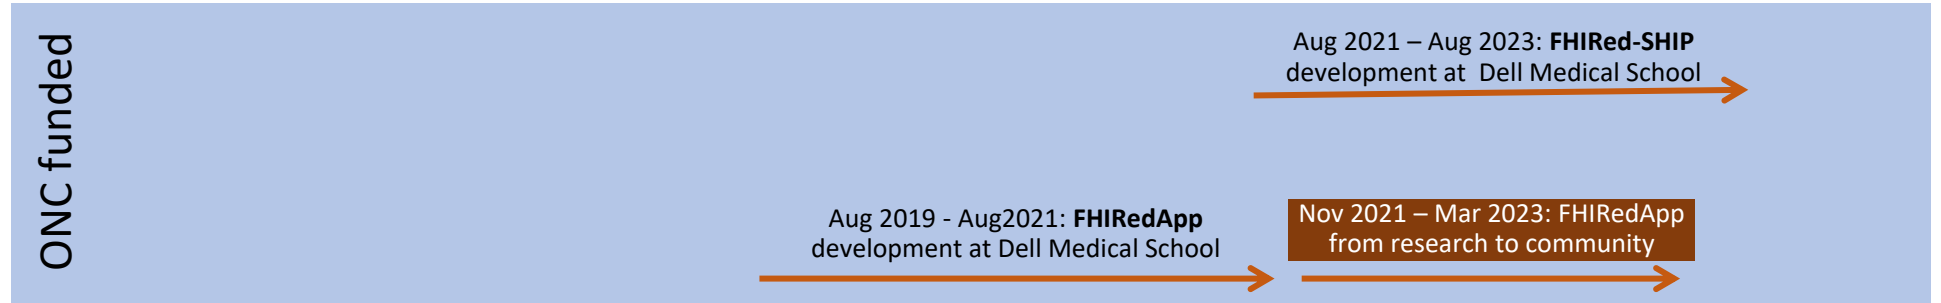 ONC funded
Aug 2021 – Aug 2023: FHIRed-SHIP
development at  Dell Medical School
Aug 2019 - Aug2021: FHIRedApp
development at Dell Medical School
Nov 2021 – Mar 2023: FHIRedApp
from research to community